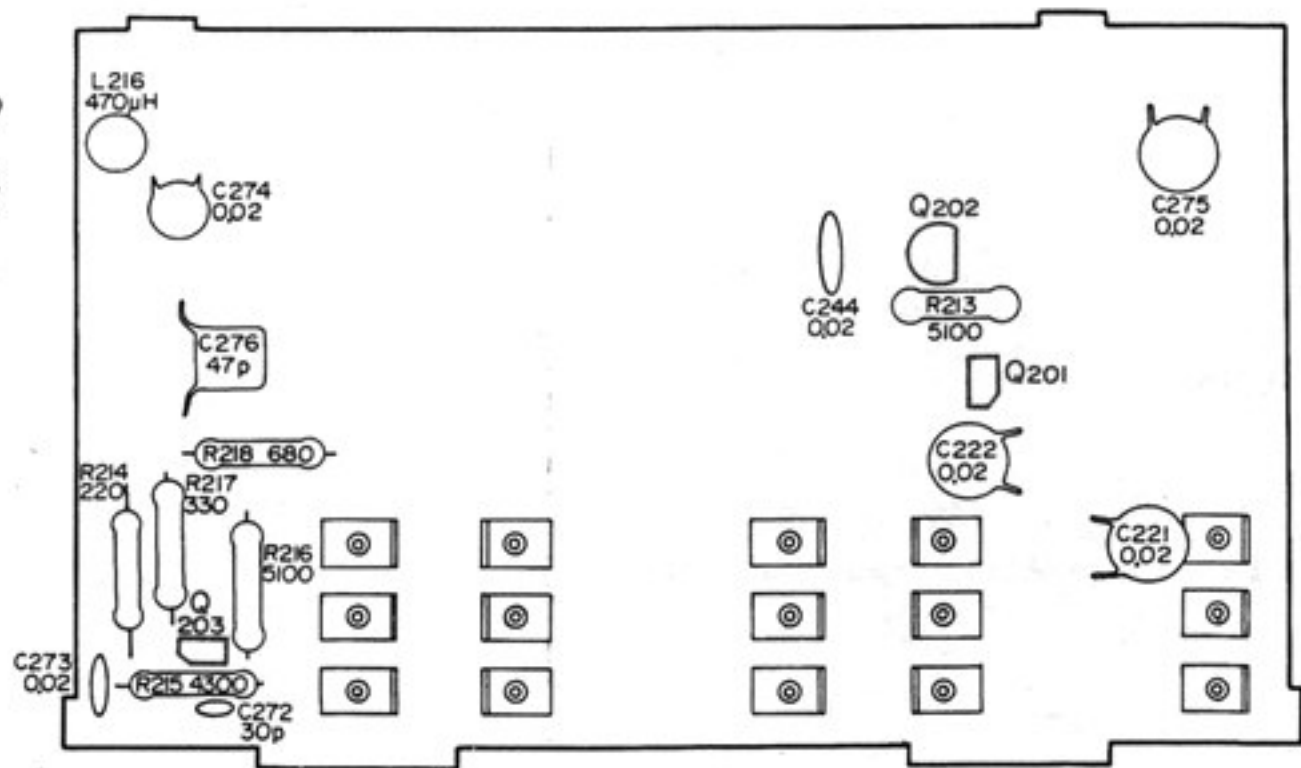 L216
470µH
C274
0,02
C275
0,02
Q202
C244
0,02
R213
5100
C276
47p
Q201
R218 680
C222
0,02
R214
220
R217
330
C221
0,02
R216
5100
Q
203
C273
0,02
R215 4300
C272
30p